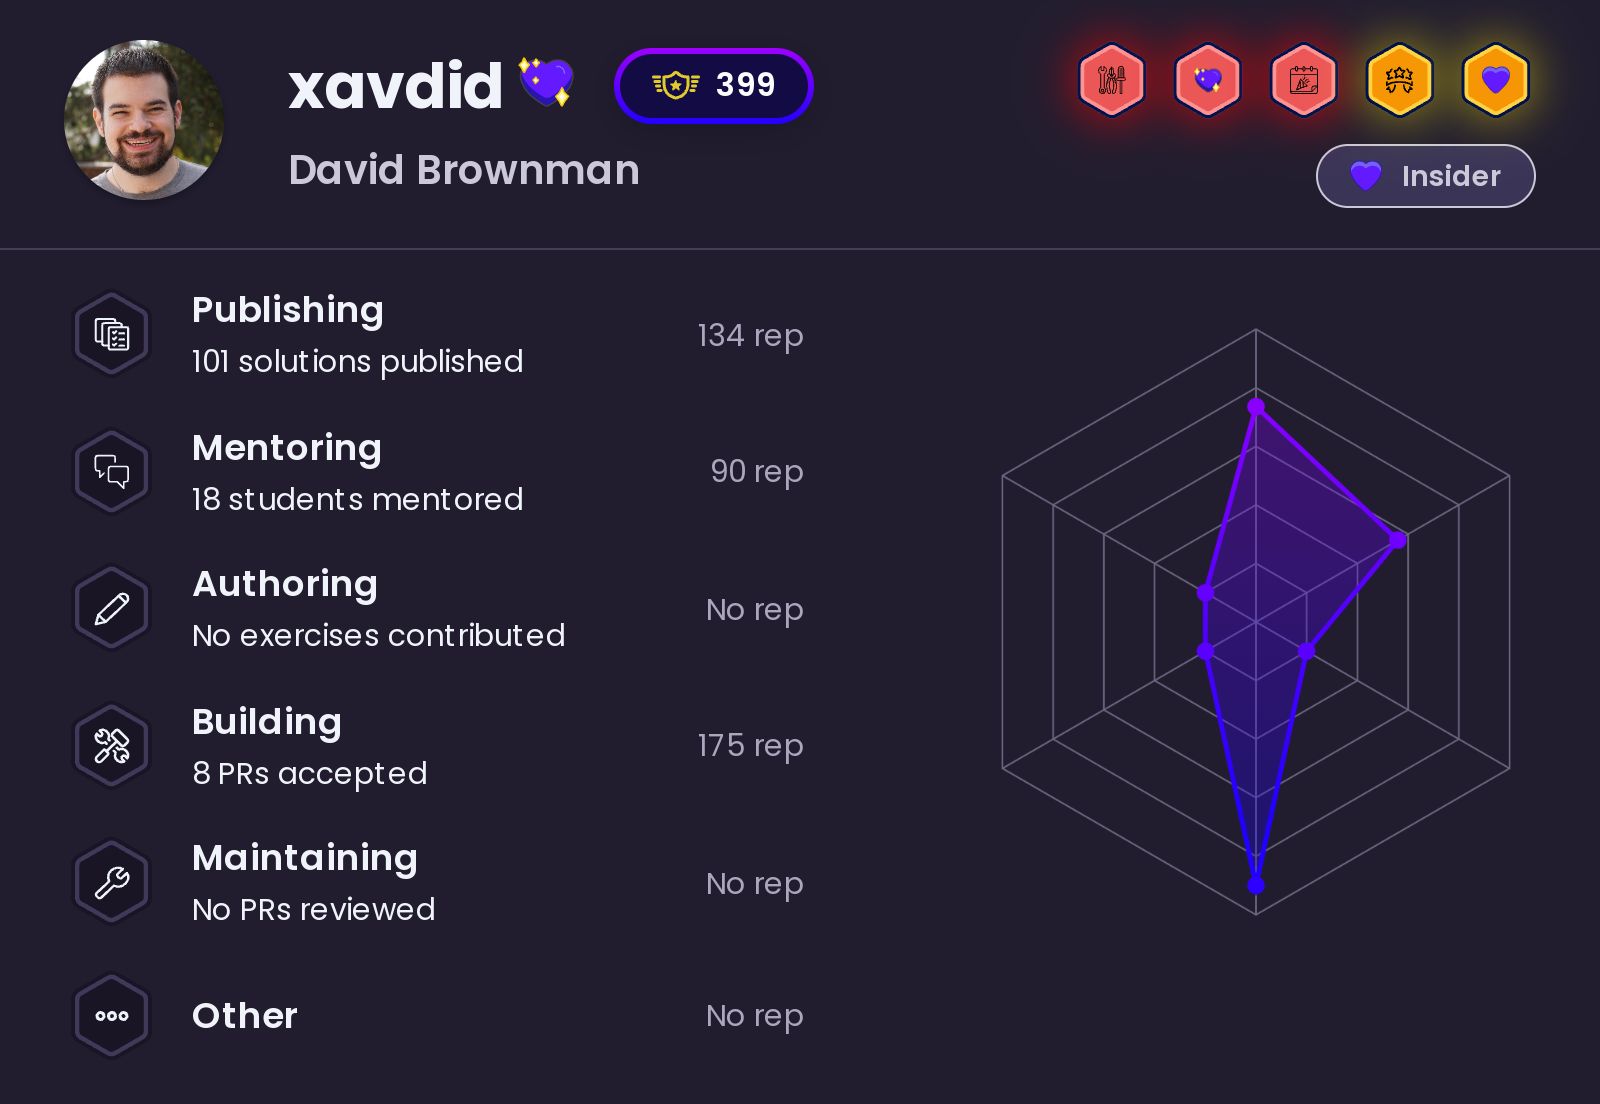 xavdid
399
David Brownman
Insider
Publishing
101 solutions published
134 rep
Mentoring
18 students mentored
90 rep
Authoring
No exercises contributed
No rep
Building
8 PRs accepted
175 rep
Maintaining
No PRs reviewed
No rep
Other
No rep